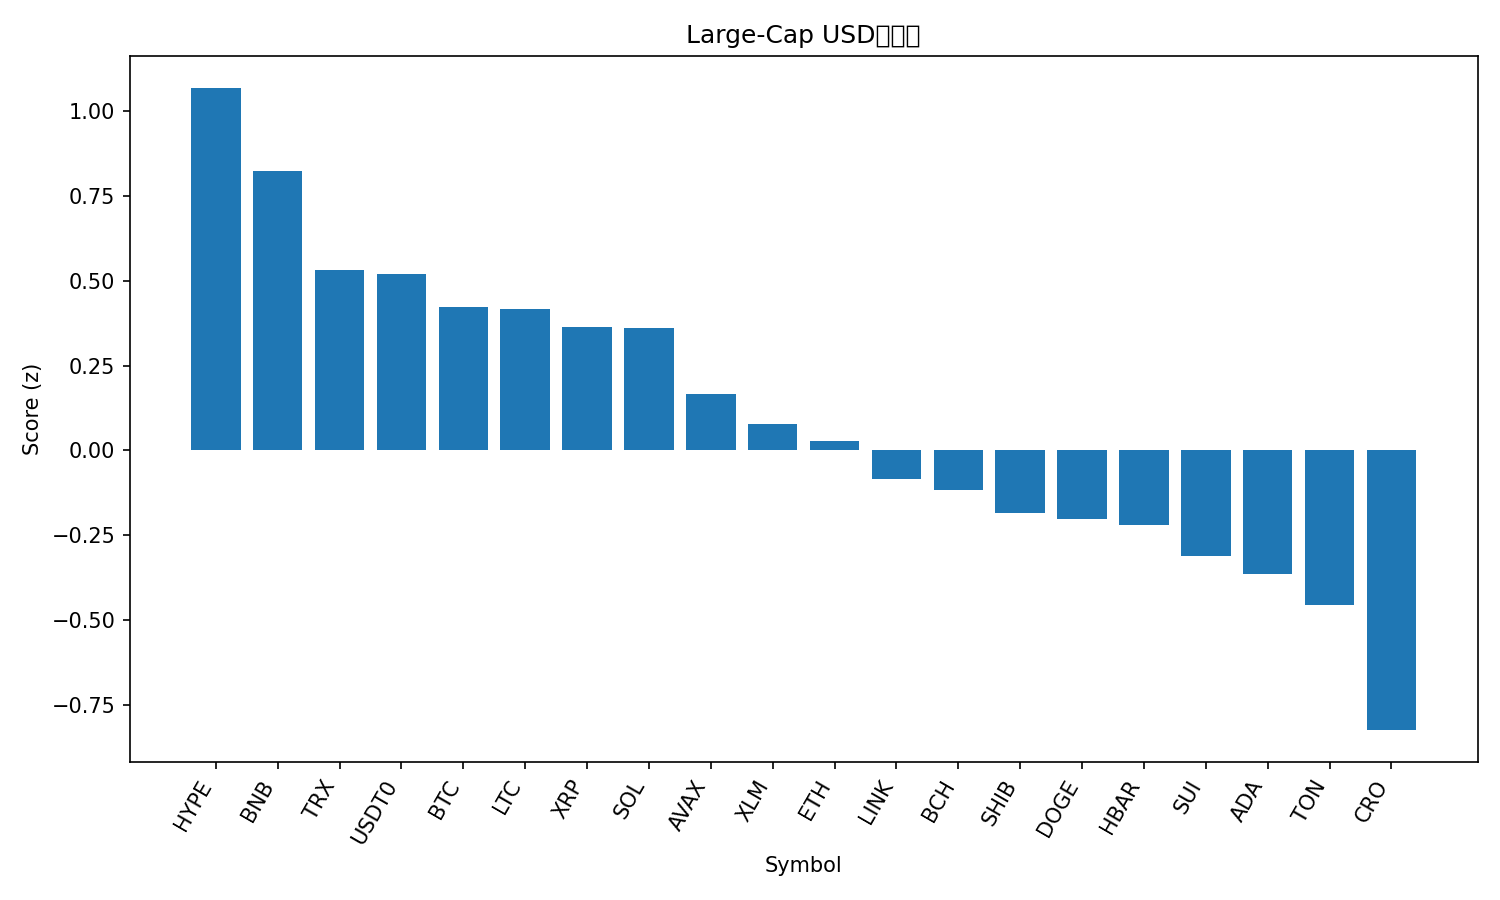 Large-Cap USD
Score (z)
1.00
0.75
0.50
0.25
0.00
−0.25
−0.50
−0.75
HYPE
BNB
TRX
USDT0
BTC
LTC
XRP
SOL
AVAX
XLM
ETH
LINK
BCH
SHIB
DOGE
HBAR
SUI
ADA
TON
CRO
Symbol